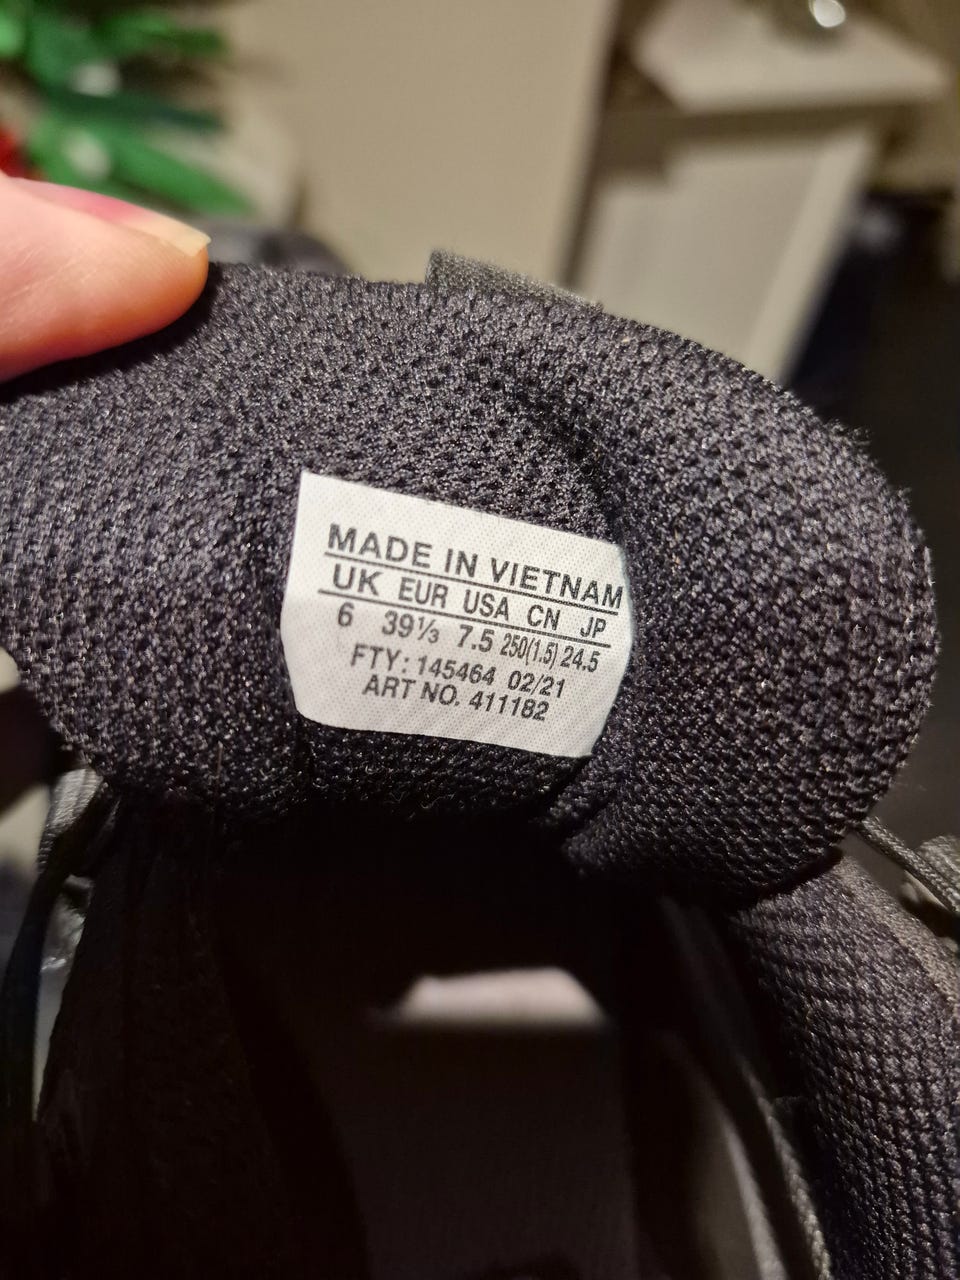 MADE IN VIETNAM
UK EUR USA CN JP
6 39⅓ 7.5 250(1.5) 24.5
FTY: 145464 02/21
ART NO. 411182